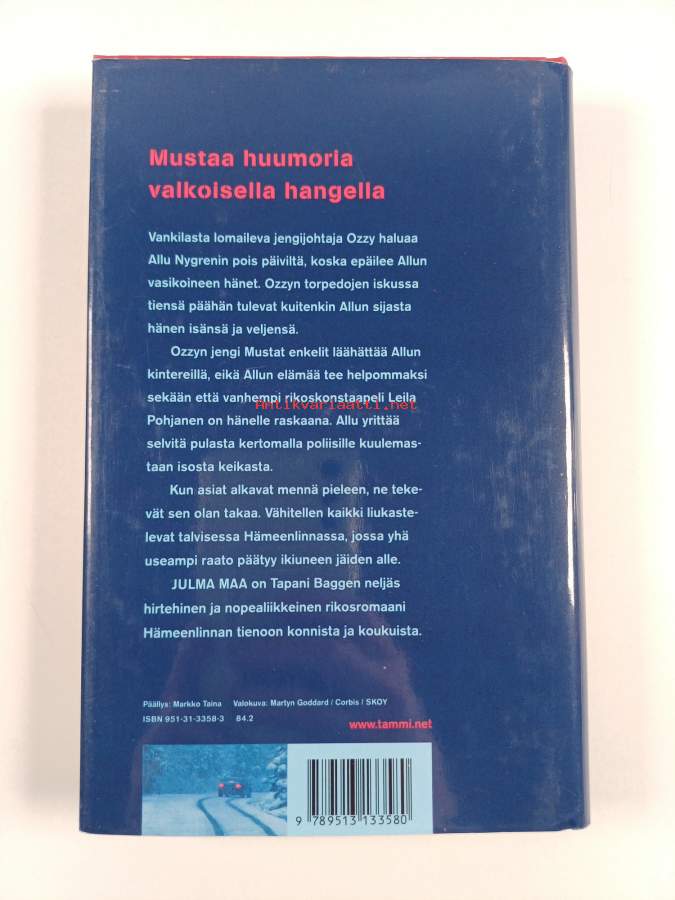 Mustaa huumoria
valkoisella hangella
Vankilasta lomaileva jengijohtaja Ozzy haluaa
Allu Nygrenin pois päiviltä, koska epäilee Allun
vasikoineen hänet. Ozzyn torpedojen iskussa
tiensä päähän tulevat kuitenkin Allun sijasta
hänen isänsä ja veljensä.
Ozzyn jengi Mustat enkelit läähättää Allun
kintereillä, eikä Allun elämää tee helpommaksi
sekään että vanhempi rikoskonstaapeli Leila
Antikvariaatti.net
Pohjanen on hänelle raskaana. Allu yrittää
selvitä pulasta kertomalla poliisille kuulemas-
taan isosta keikasta.
Kun asiat alkavat mennä pieleen, ne teke-
vät sen olan takaa. Vähitellen kaikki liukaste-
levat talvisessa Hämeenlinnassa, jossa yhä
useampi raato päätyy ikiuneen jäiden alle.
JULMA MAA on Tapani Baggen neljäs
hirtehinen ja nopealiikkeinen rikosromaani
Hämeenlinnan tienoon konnista ja koukuista.
Päällys: Markko Taina Valokuva: Martyn Goddard / Corbis / SKOY
ISBN 951-31-3358-3 84.2
www.tammi.net
9 789513 133580